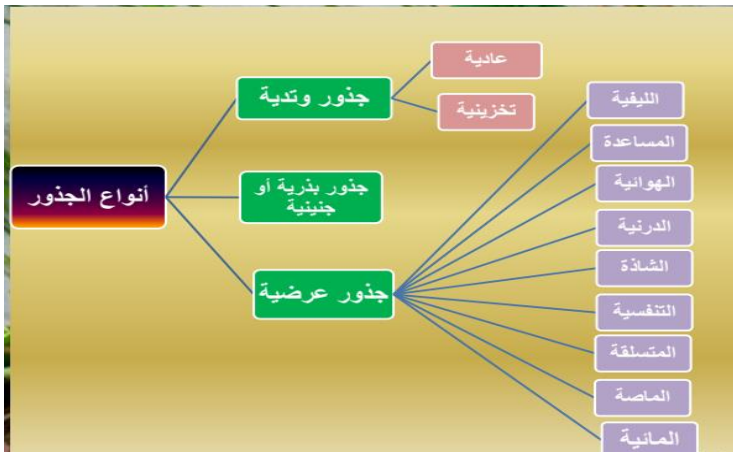 أنواع الجذور
جذور وتدية
عادية
تخزينية
جذور بذرية أو
جنينية
جذور عرضية
الليفية
المساعدة
الهوائية
الدرنية
الشاذة
التنفسية
المتسلقة
الماصة
المائية